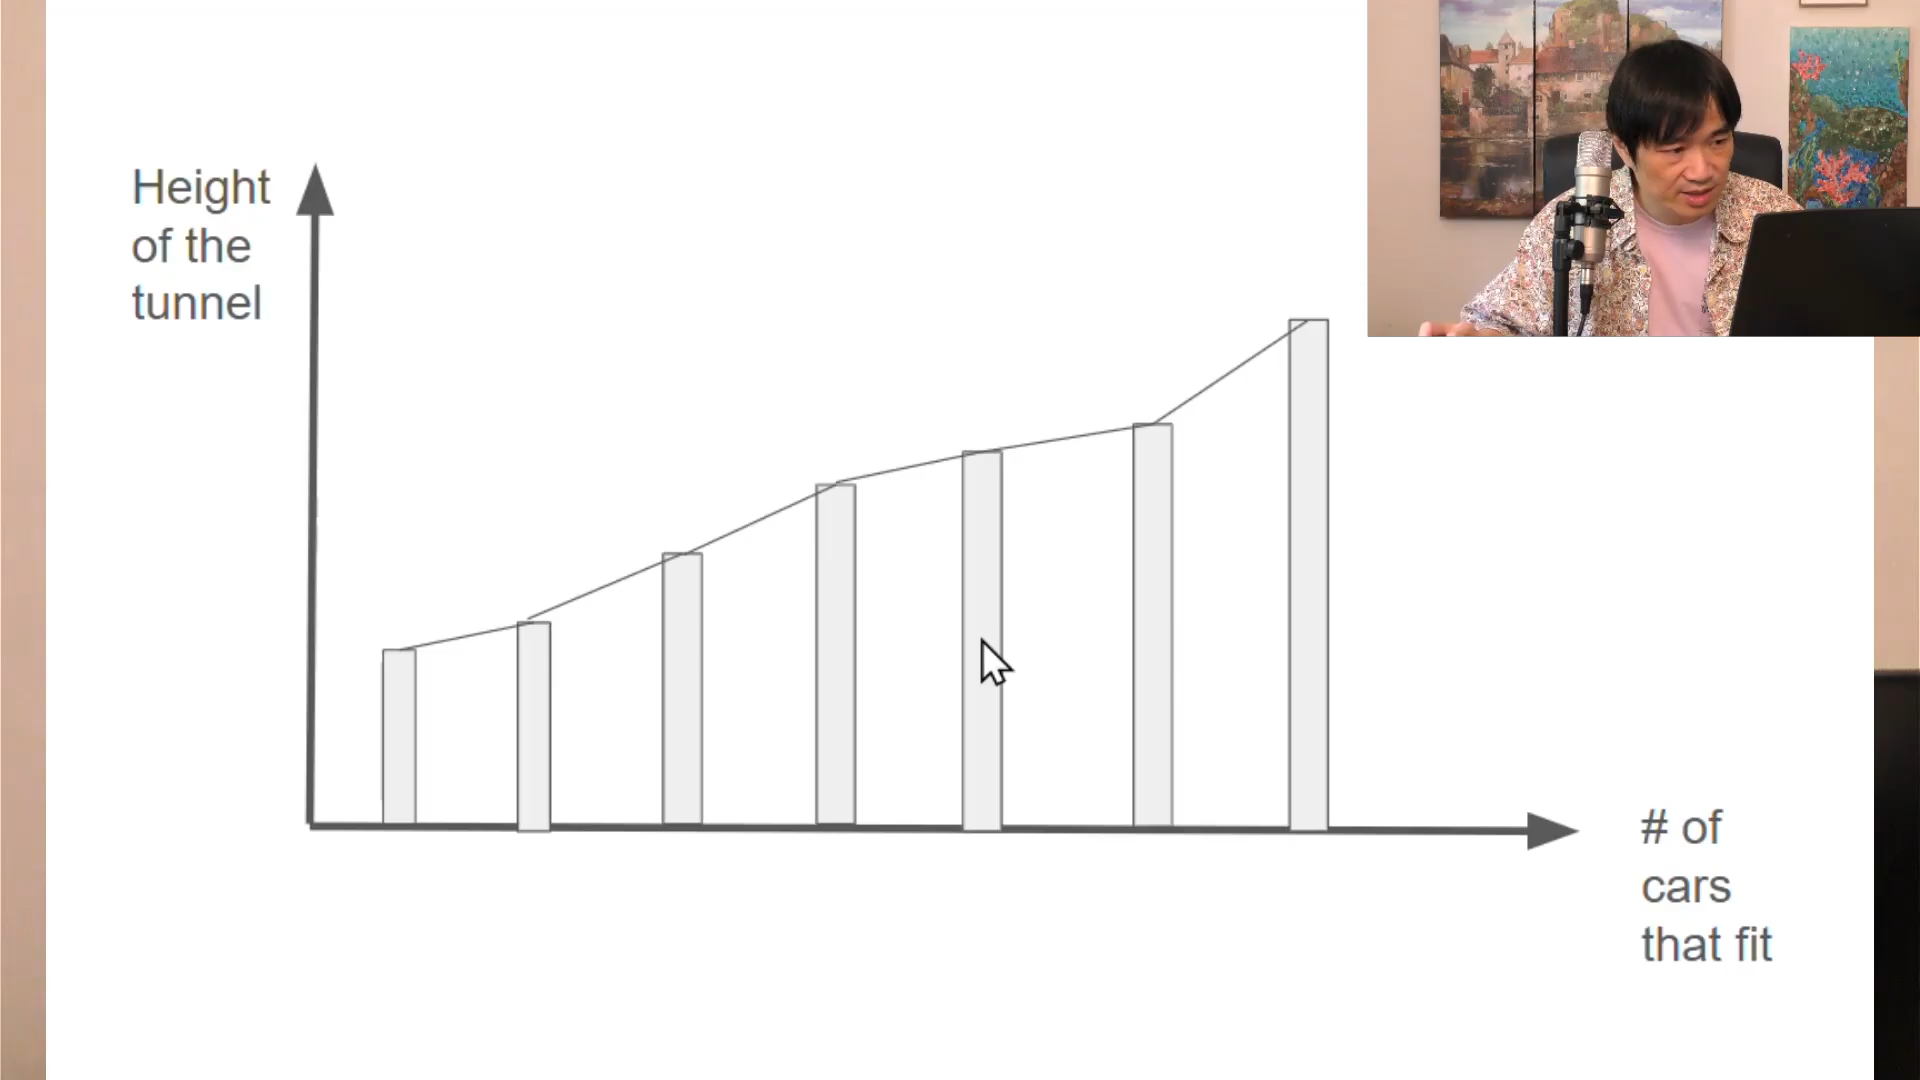 Height
of the
tunnel
# of
cars
that fit